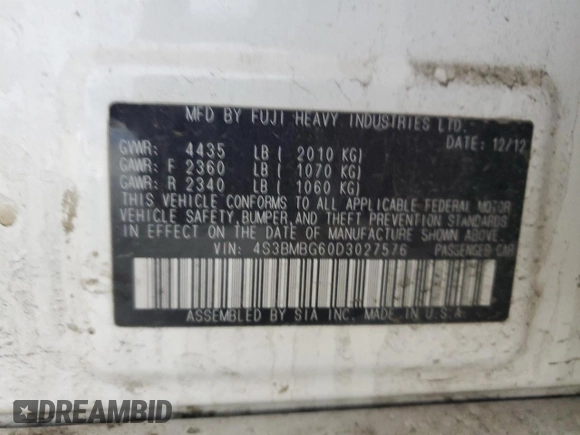 MFD BY FUJI HEAVY INDUSTRIES LTD.
DATE: 12/12
GVWR: 4435 LB ( 2010 KG)
GAWR: F 2360 LB ( 1070 KG)
GAWR: R 2340 LB ( 1060 KG)
THIS VEHICLE CONFORMS TO ALL APPLICABLE FEDERAL MOTOR
VEHICLE SAFETY, BUMPER, AND THEFT PREVENTION STANDARDS
IN EFFECT ON THE DATE OF MANUFACTURE SHOWN ABOVE.
VIN: 4S3BMBG60D3027576 PASSENGER CAR
ASSEMBLED BY SIA INC. MADE IN U.S.A.
DREAMBID